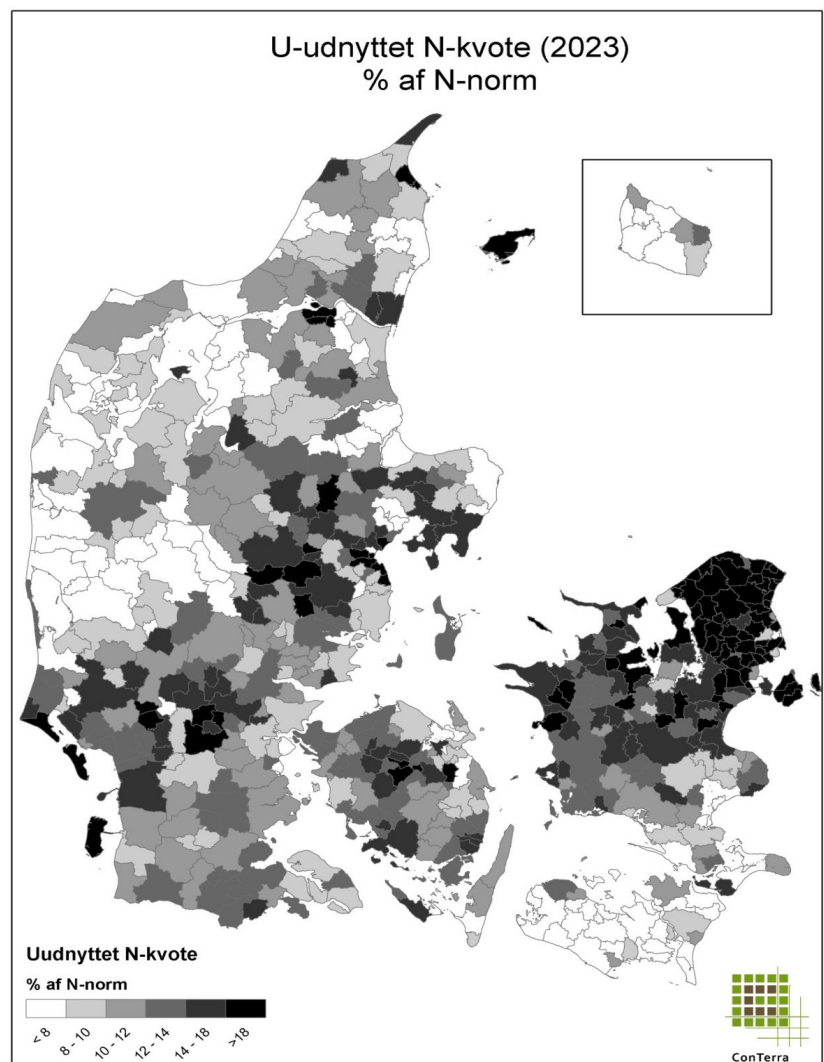 U-udnyttet N-kvote (2023)
% af N-norm
Uudnyttet N-kvote
% af N-norm
< 8
8 - 10
10 - 12
12 - 14
14 - 18
>18
ConTerra